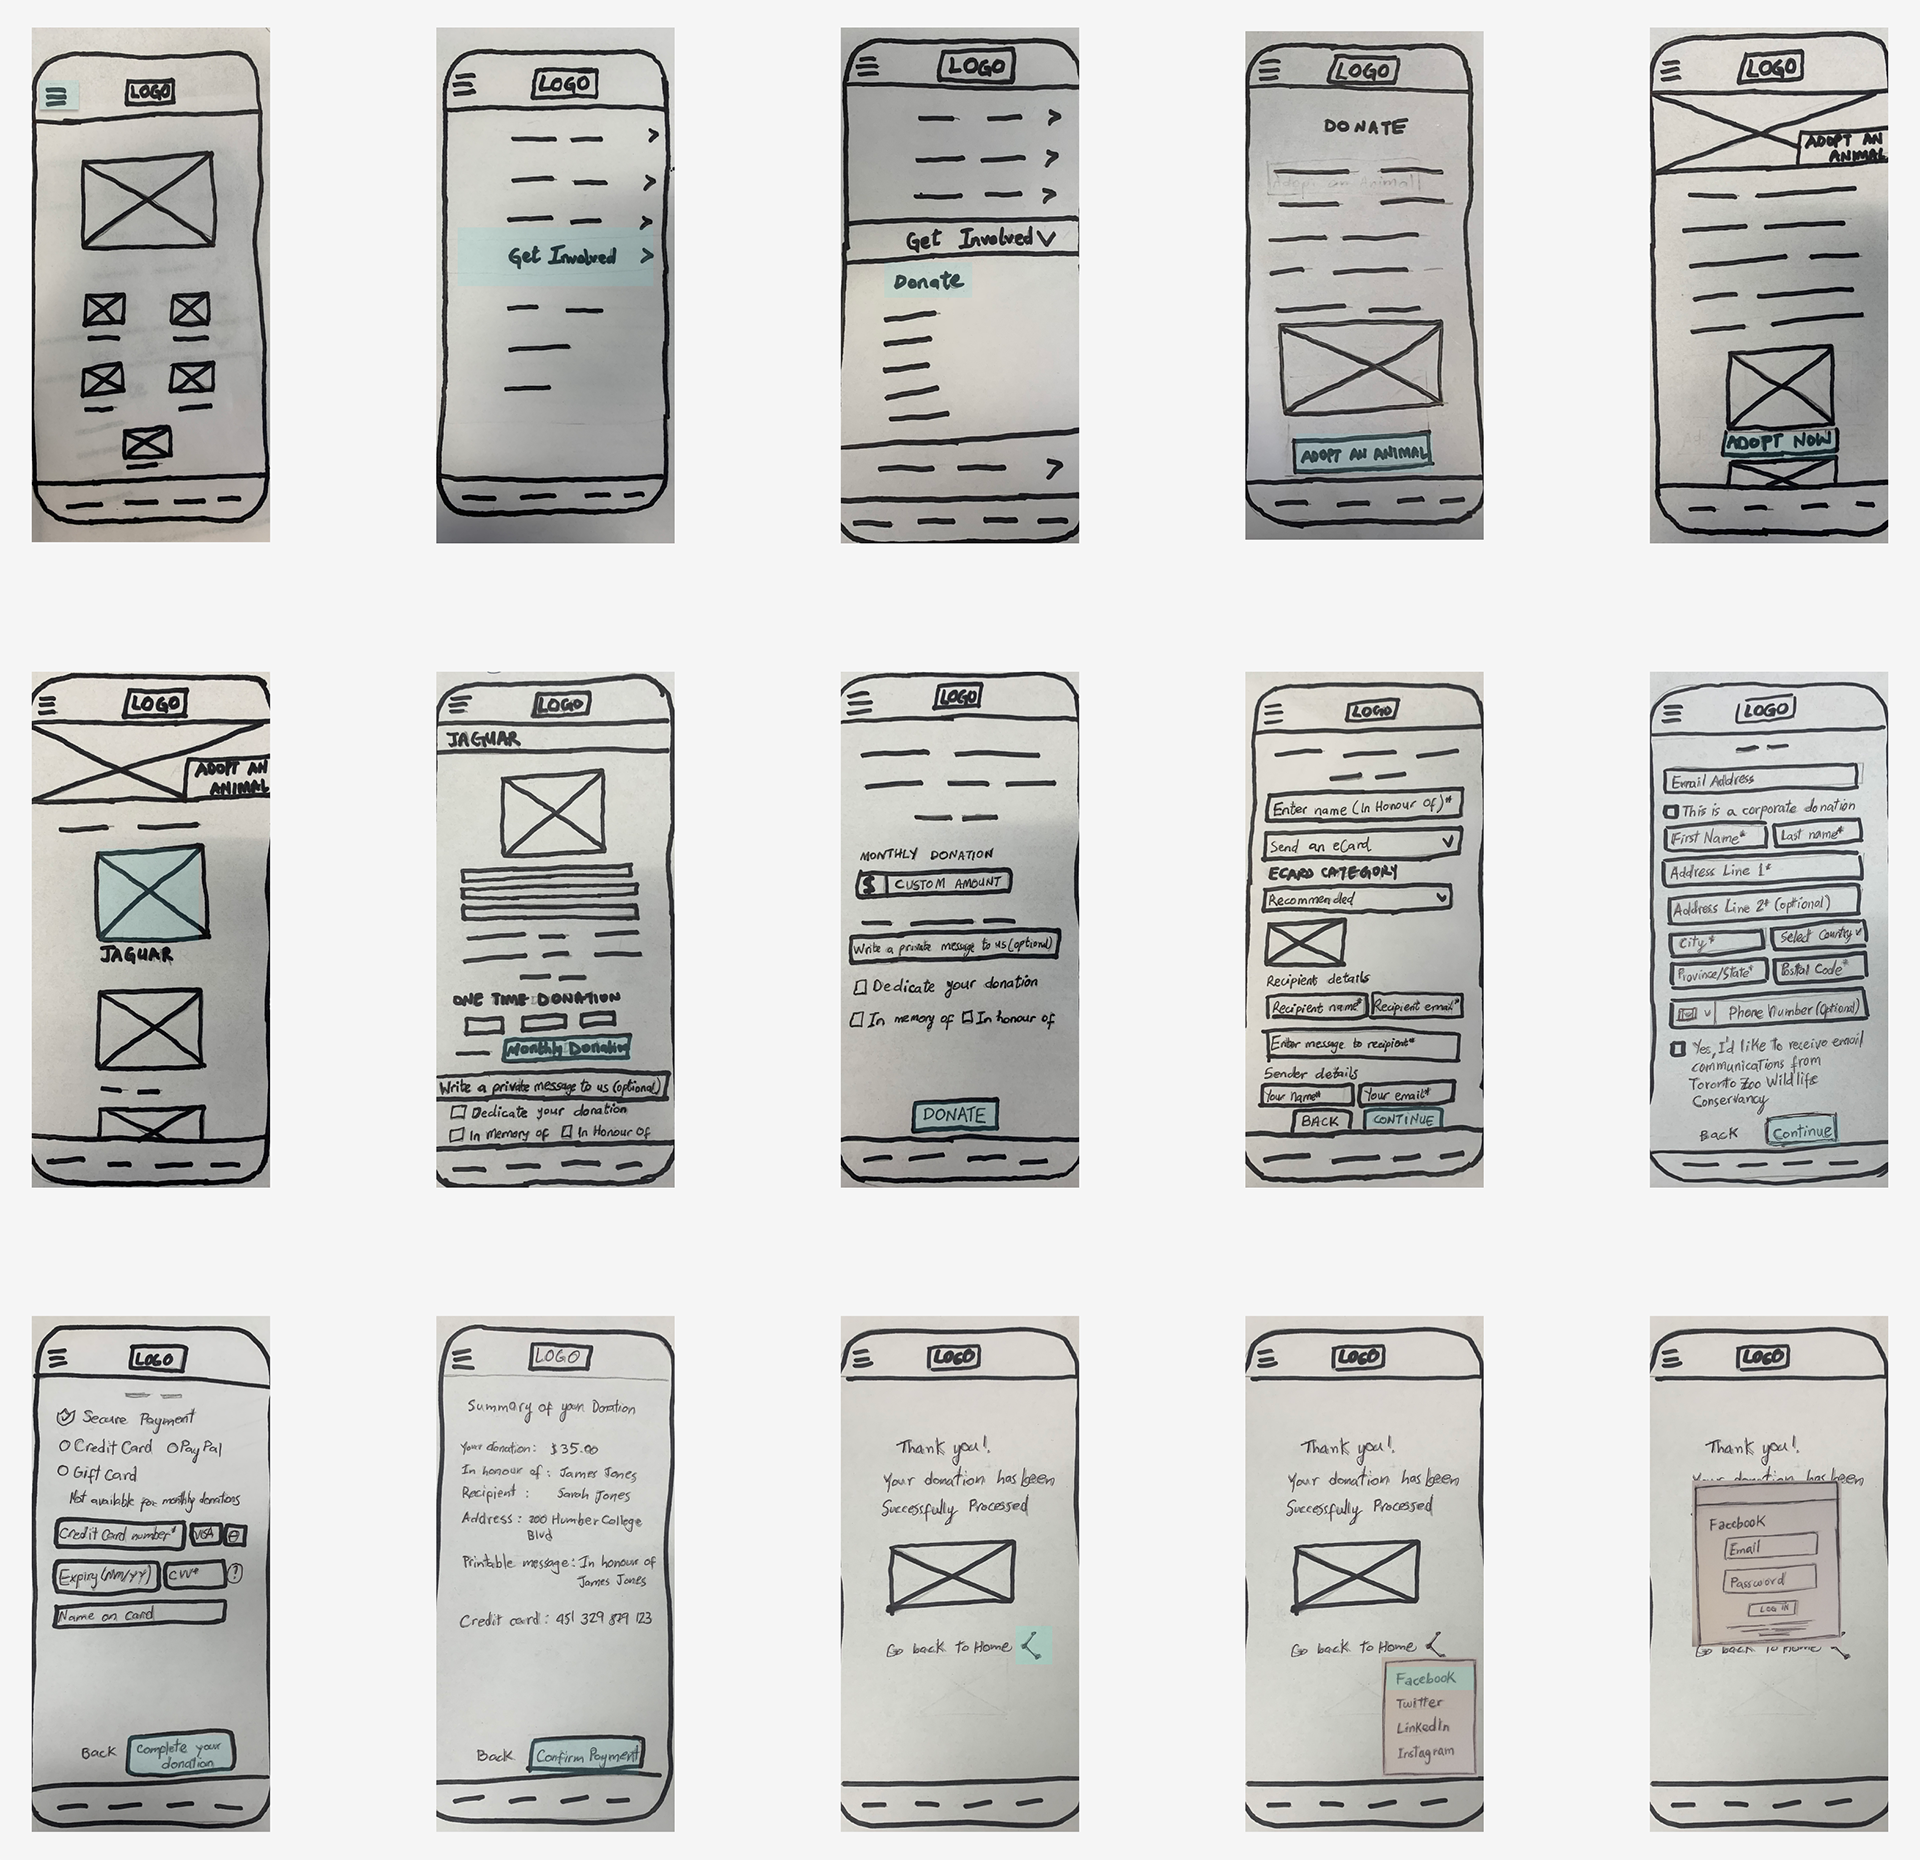 LOGO
LOGO
Get Involved >
LOGO
Get Involved
Donate
LOGO
DONATE
ADOPT AN ANIMAL
LOGO
ADOPT AN
ANIMAL
ADOPT NOW
LOGO
ADOPT AN
ANIMAL
JAGUAR
LOGO
JAGUAR
ONE TIME DONATION
Monthly Donation
Write a private message to us (optional)
Dedicate your donation
In memory of In Honour of
LOGO
MONTHLY DONATION
$ CUSTOM AMOUNT
Write a private message to us (optional)
Dedicate your donation
In memory of In honour of
DONATE
LOGO
Enter name (In Honour of)*
Send an eCard
ECARD CATEGORY
Recommended
Recipient details
Recipient name* Recipient email*
Enter message to recipient*
Sender details
Your name* Your email*
BACK CONTINUE
LOGO
Email Address
This is a corporate donation
First Name* Last name*
Address Line 1*
Address Line 2* (optional)
City* Select Country
Province/State* Postal Code*
Phone Number (Optional)
Yes, I'd like to receive email
communications from
Toronto Zoo Wildlife
Conservancy
Back Continue
LOGO
Secure Payment
Credit Card PayPal
Gift Card
Not available for monthly donations
Credit Card number* VISA
Expiry (MM/YY) CVV* ?
Name on card
Back Complete your
donation
LOGO
Summary of your Donation
Your donation: $35.00
In honour of : James Jones
Recipient : Sarah Jones
Address : 200 Humber College
Blvd
Printable message: In honour of
James Jones
Credit card : 451 329 879 123
Back Confirm Payment
LOGO
Thank you!
Your donation has been
Successfully Processed
Go back to Home
LOGO
Thank you!
Your donation has been
Successfully Processed
Go back to Home
Facebook
Twitter
LinkedIn
Instagram
LOGO
Thank you!
Your donation has been
Facebook
Email
Password
LOG IN
Go back to Home